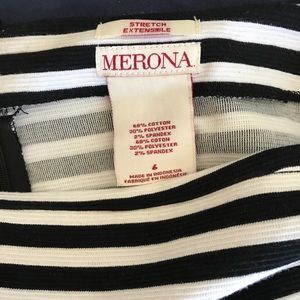 STRETCH
EXTENSIBLE
MERONA
68% COTTON
30% POLYESTER
2% SPANDEX
68% COTON
30% POLYESTER
2% SPANDEX
6
MADE IN INDONESIA
FABRIQUÉ EN INDONÉSIE